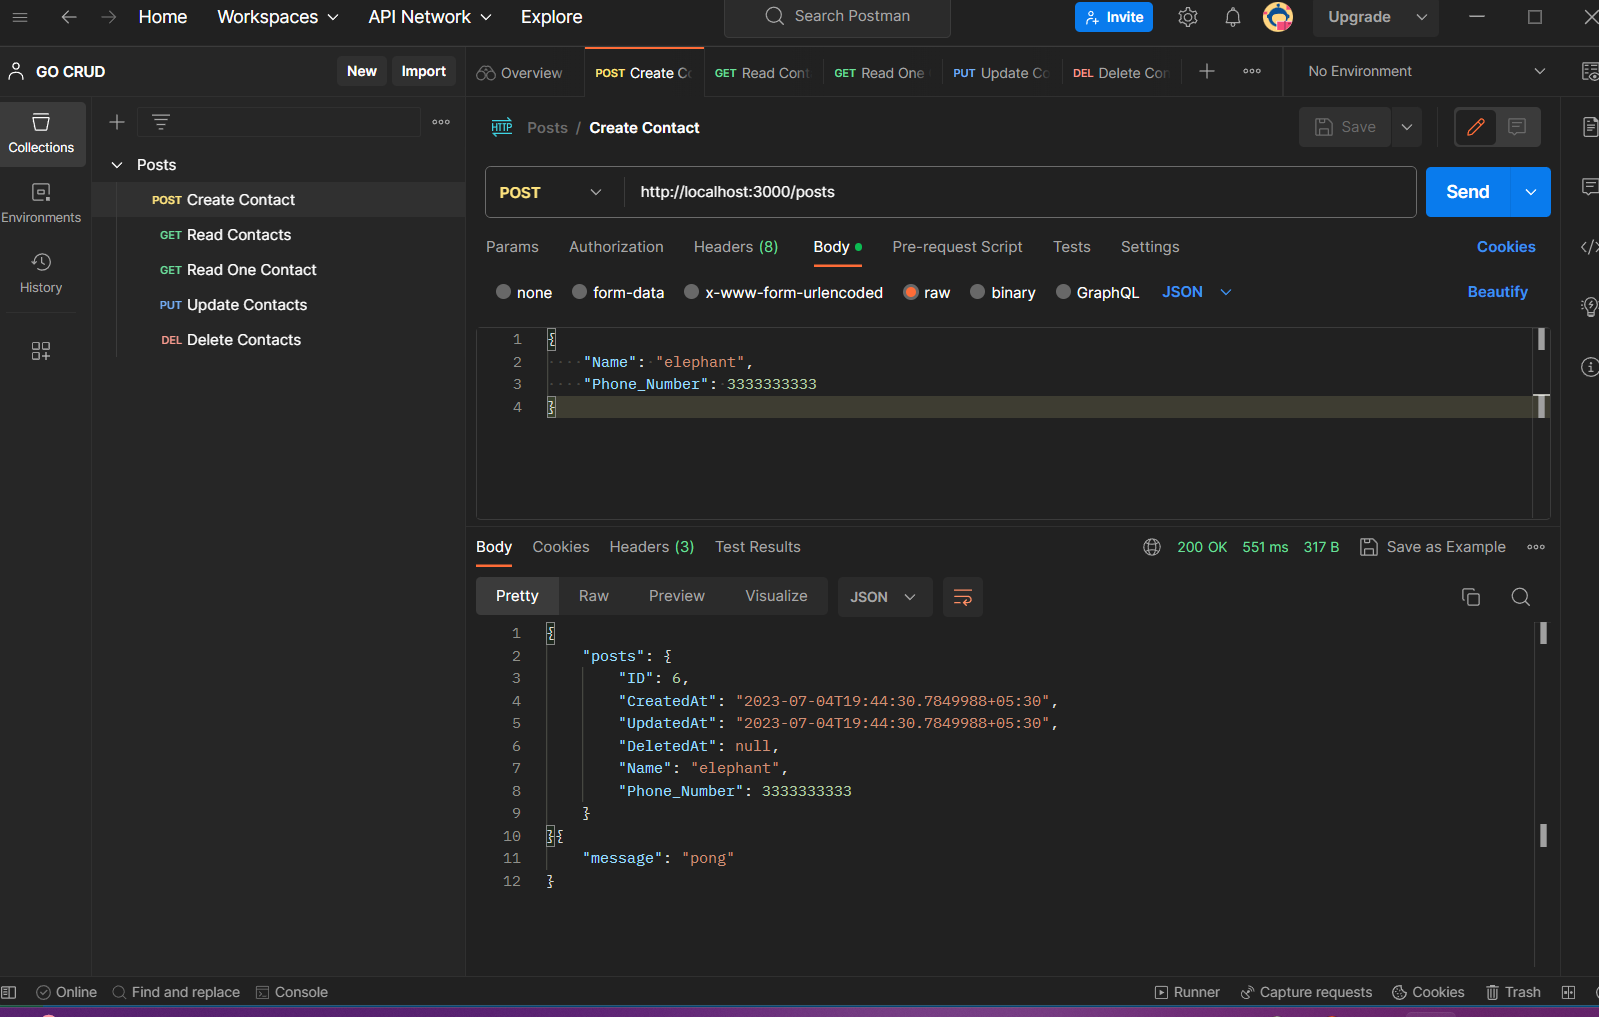 Home Workspaces API Network Explore Search Postman Invite Upgrade
GO CRUD New Import
Overview POST Create Co GET Read Cont GET Read One PUT Update Co DEL Delete Con No Environment
Collections
Environments
History
Posts
POST Create Contact
GET Read Contacts
GET Read One Contact
PUT Update Contacts
DEL Delete Contacts
HTTP Posts / Create Contact Save
POST http://localhost:3000/posts Send
Params Authorization Headers (8) Body Pre-request Script Tests Settings Cookies
none form-data x-www-form-urlencoded raw binary GraphQL JSON Beautify
1 {
2 "Name": "elephant",
3 "Phone_Number": 3333333333
4 }
Body Cookies Headers (3) Test Results 200 OK 551 ms 317 B Save as Example
Pretty Raw Preview Visualize JSON
1 {
2 "posts": {
3 "ID": 6,
4 "CreatedAt": "2023-07-04T19:44:30.7849988+05:30",
5 "UpdatedAt": "2023-07-04T19:44:30.7849988+05:30",
6 "DeletedAt": null,
7 "Name": "elephant",
8 "Phone_Number": 3333333333
9 }
10 }{
11 "message": "pong"
12 }
Online Find and replace Console Runner Capture requests Cookies Trash